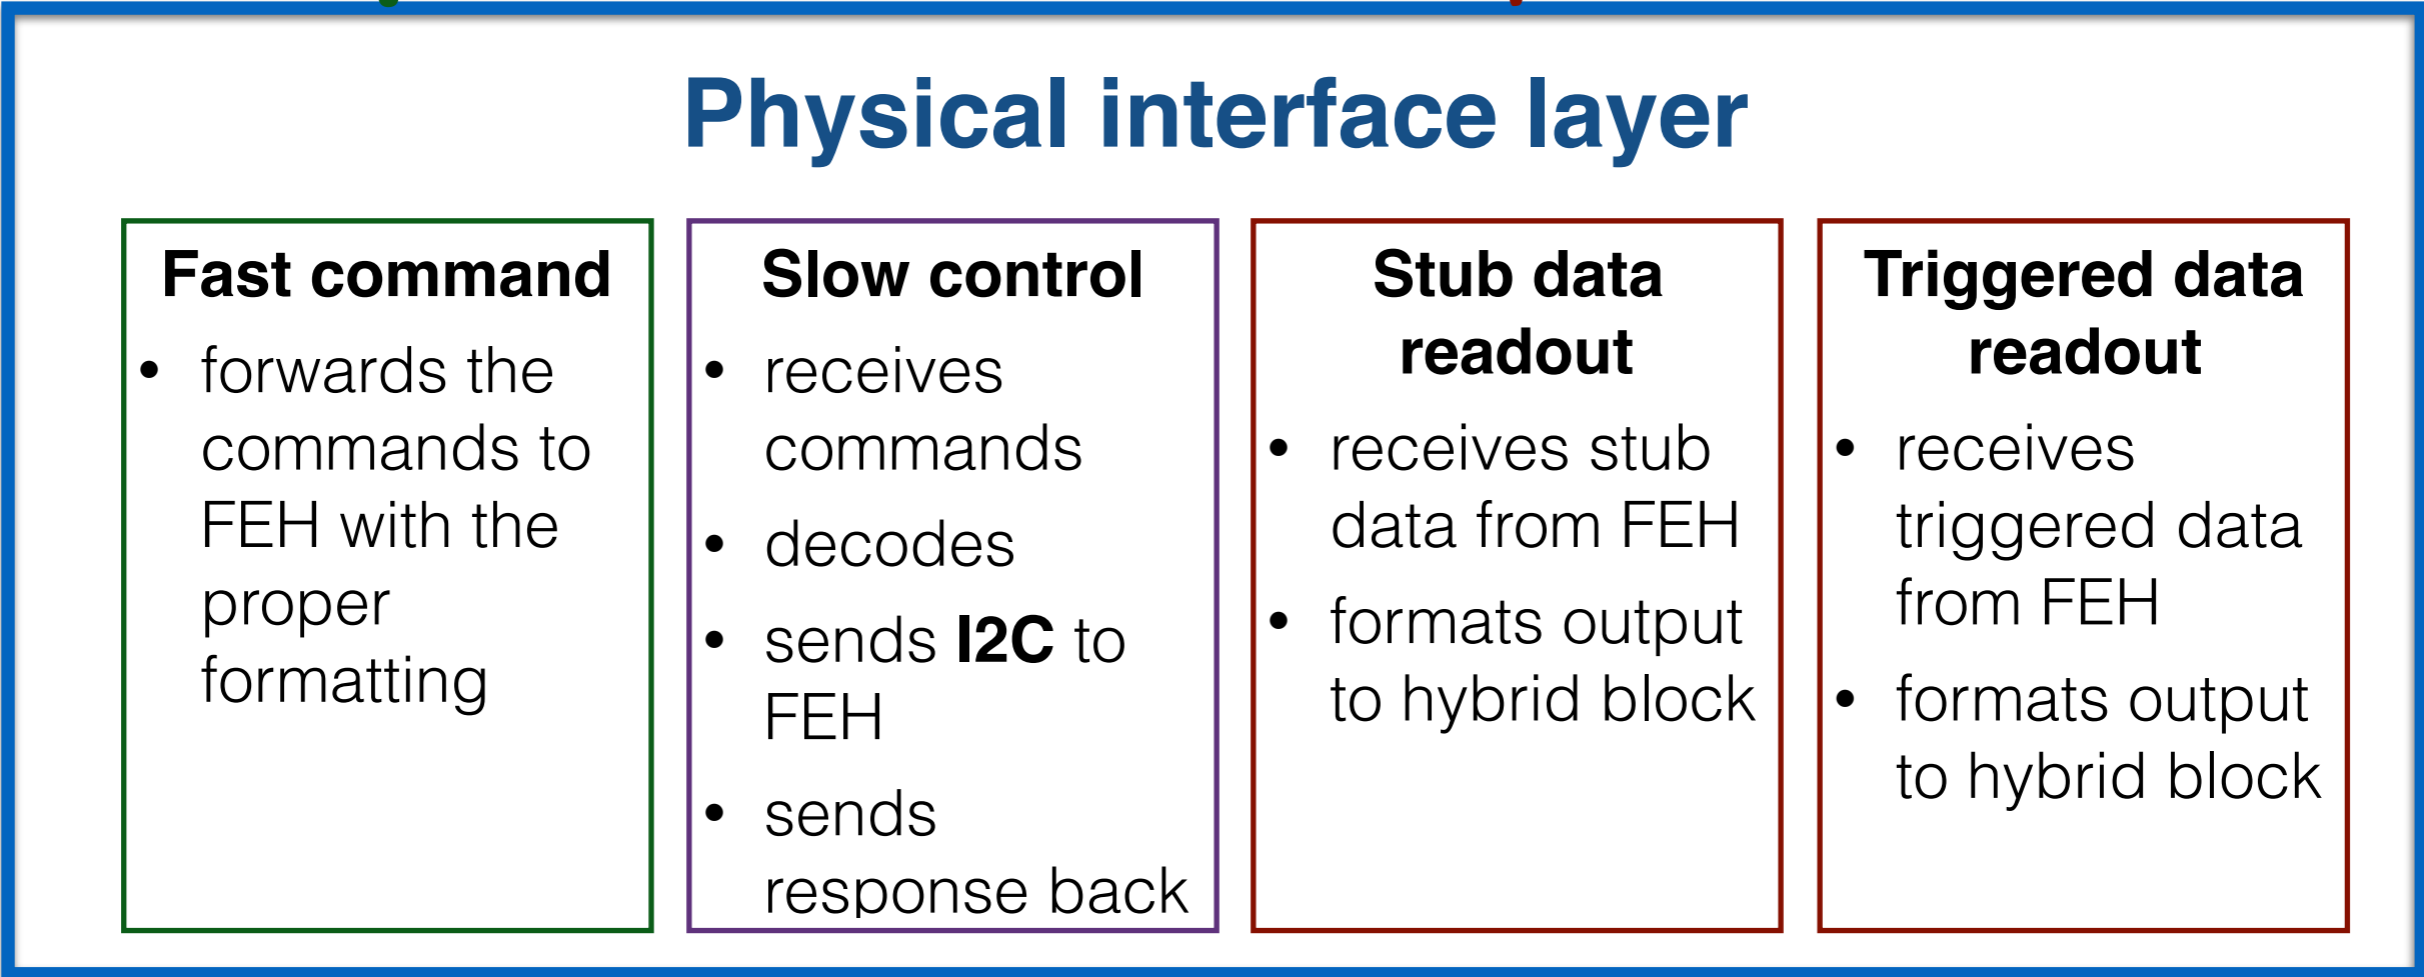 Physical interface layer
Fast command
• forwards the
commands to
FEH with the
proper
formatting
Slow control
• receives
commands
• decodes
• sends I2C to
FEH
• sends
response back
Stub data
readout
• receives stub
data from FEH
• formats output
to hybrid block
Triggered data
readout
• receives
triggered data
from FEH
• formats output
to hybrid block